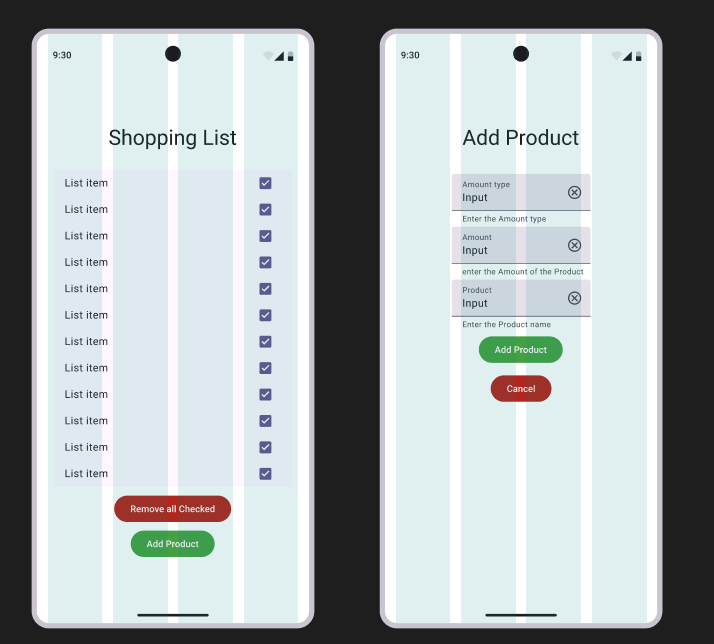 9:30
Shopping List
List item
List item
List item
List item
List item
List item
List item
List item
List item
List item
List item
List item
Remove all Checked
Add Product
9:30
Add Product
Amount type
Input
Enter the Amount type
Amount
Input
enter the Amount of the Product
Product
Input
Enter the Product name
Add Product
Cancel